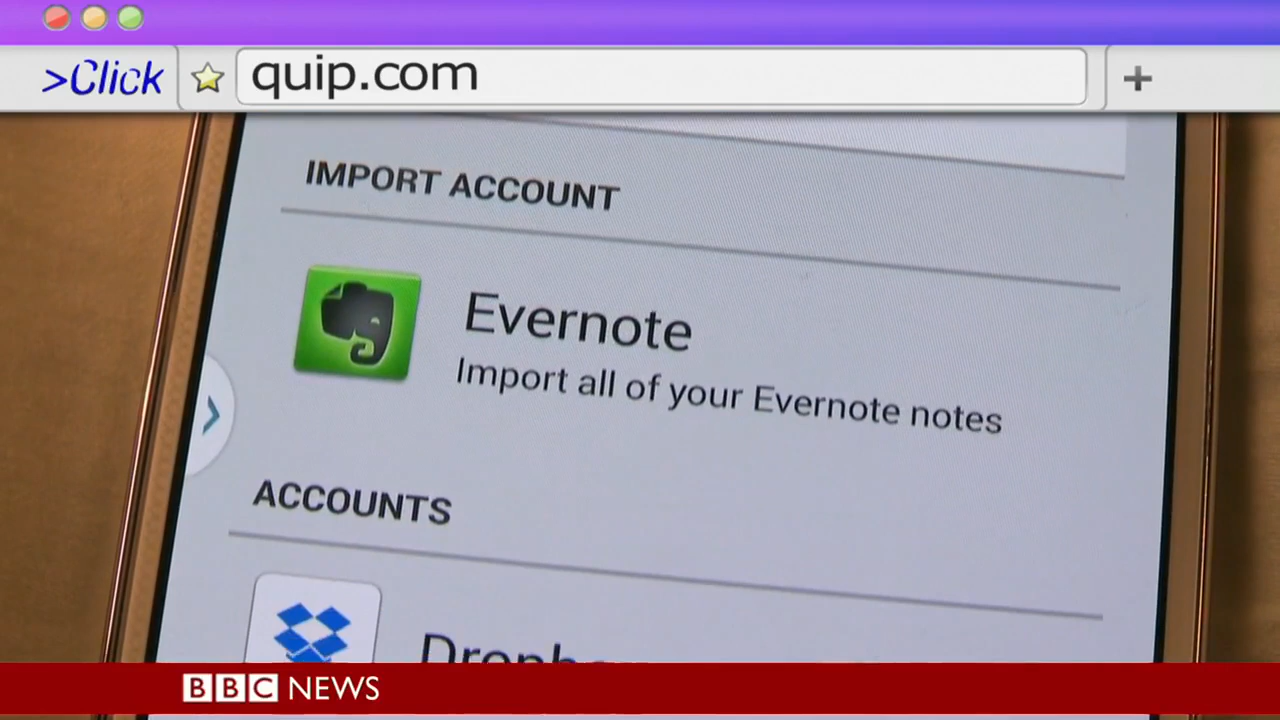 >Click
quip.com
IMPORT ACCOUNT
Evernote
Import all of your Evernote notes
ACCOUNTS
BBC NEWS